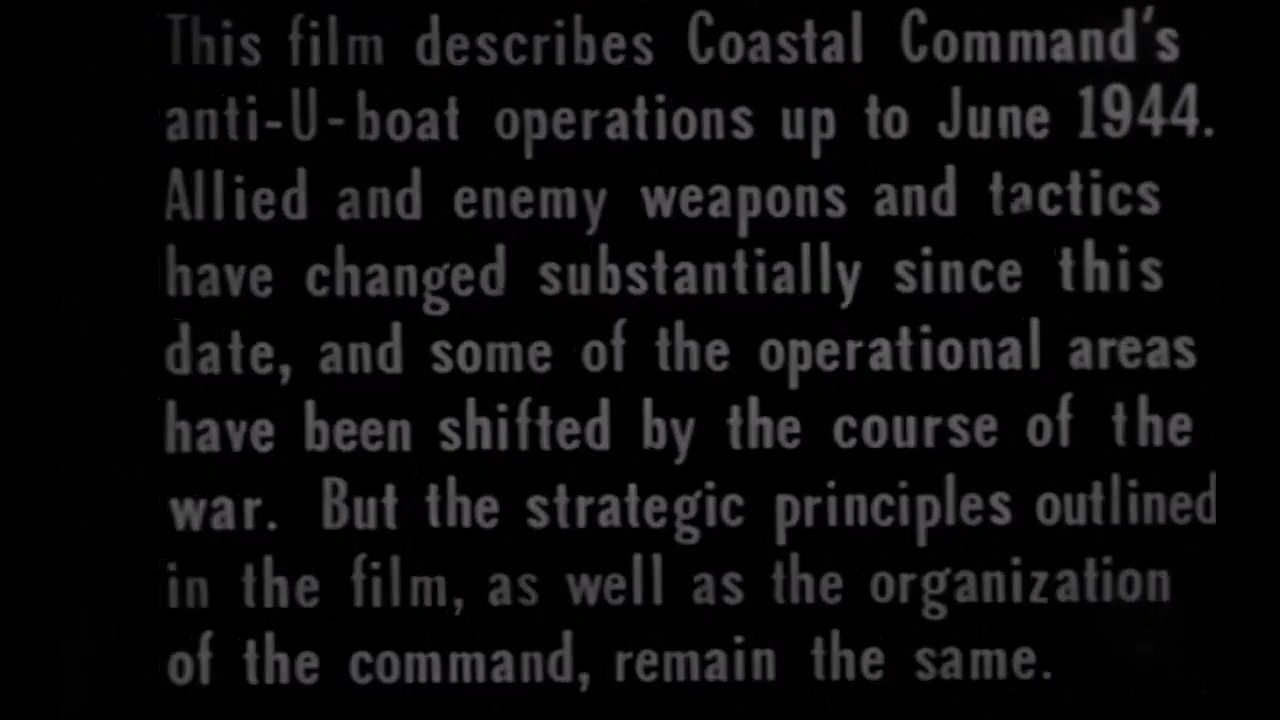 This film describes Coastal Command's
anti-U-boat operations up to June 1944.
Allied and enemy weapons and tactics
have changed substantially since this
date, and some of the operational areas
have been shifted by the course of the
war. But the strategic principles outlined
in the film, as well as the organization
of the command, remain the same.